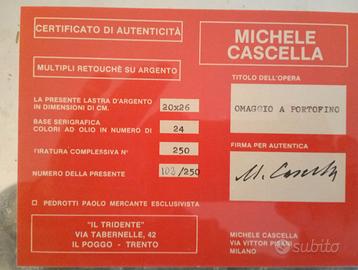 CERTIFICATO DI AUTENTICITÀ
MULTIPLI RETOUCHÈ SU ARGENTO
LA PRESENTE LASTRA D'ARGENTO
IN DIMENSIONI DI CM. 20x26
BASE SERIGRAFICA
COLORI AD OLIO IN NUMERO DI 24
TIRATURA COMPLESSIVA N° 250
NUMERO DELLA PRESENTE 102/250
PEDROTTI PAOLO MERCANTE ESCLUSIVISTA
"IL TRIDENTE"
VIA TABERNELLE, 42
IL POGGO - TRENTO
MICHELE
CASCELLA
TITOLO DELL'OPERA
OMAGGIO A PORTOFINO
FIRMA PER AUTENTICA
M. Cascella
MICHELE CASCELLA
VIA VITTOR PISANI
MILANO
subito